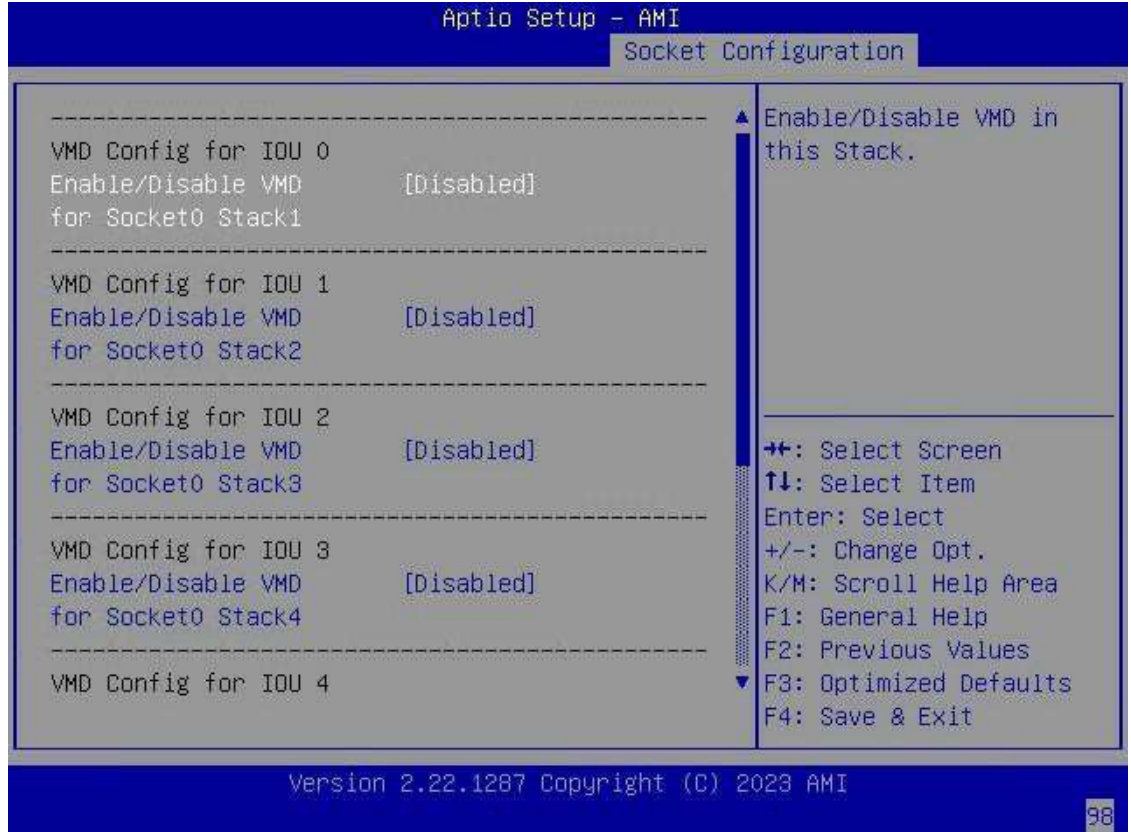 Aptio Setup – AMI
Socket Configuration
VMD Config for IOU 0
Enable/Disable VMD [Disabled]
for Socket0 Stack1
VMD Config for IOU 1
Enable/Disable VMD [Disabled]
for Socket0 Stack2
VMD Config for IOU 2
Enable/Disable VMD [Disabled]
for Socket0 Stack3
VMD Config for IOU 3
Enable/Disable VMD [Disabled]
for Socket0 Stack4
VMD Config for IOU 4
Enable/Disable VMD in
this Stack.
→←: Select Screen
↑↓: Select Item
Enter: Select
+/-: Change Opt.
K/M: Scroll Help Area
F1: General Help
F2: Previous Values
F3: Optimized Defaults
F4: Save & Exit
Version 2.22.1287 Copyright (C) 2023 AMI
98